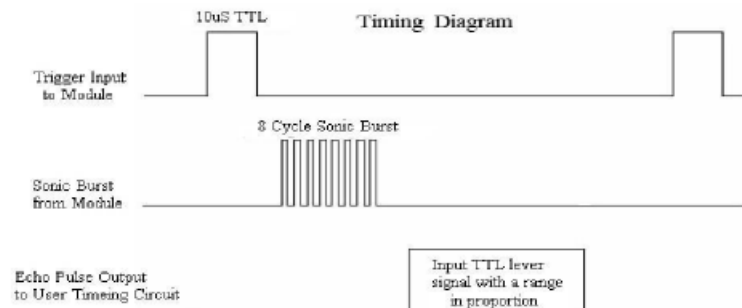 10uS TTL
Timing Diagram
Trigger Input
to Module
8 Cycle Sonic Burst
Sonic Burst
from Module
Echo Pulse Output
to User Timeing Circuit
Input TTL lever
signal with a range
in proportion